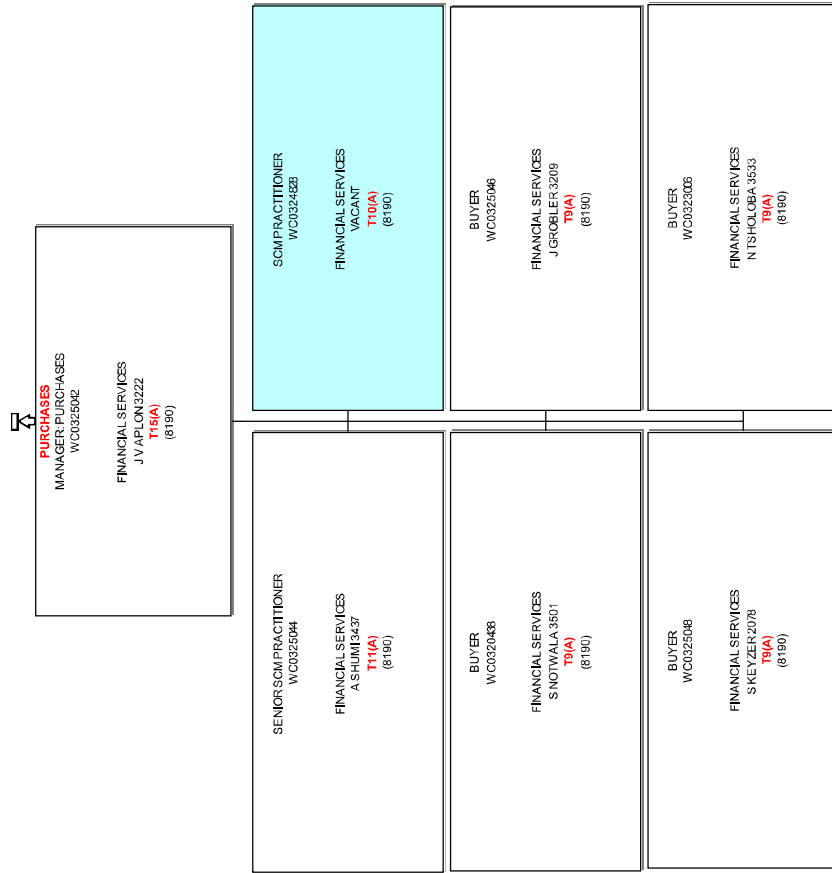 PURCHASES
MANAGER: PURCHASES
WC0325042
FINANCIAL SERVICES
J V APLON 3222
T15(A)
(8190)
SENIOR SCM PRACTITIONER
WC0325044
FINANCIAL SERVICES
A SHUMI 3437
T11(A)
(8190)
SCM PRACTITIONER
WC0324828
FINANCIAL SERVICES
VACANT
T10(A)
(8190)
BUYER
WC0320438
FINANCIAL SERVICES
S NOTWALA 3501
T9(A)
(8190)
BUYER
WC0325046
FINANCIAL SERVICES
J GROBLER 3209
T9(A)
(8190)
BUYER
WC0325048
FINANCIAL SERVICES
S KEYZER 2078
T9(A)
(8190)
BUYER
WC0323006
FINANCIAL SERVICES
N TSHOLOBA 3533
T9(A)
(8190)